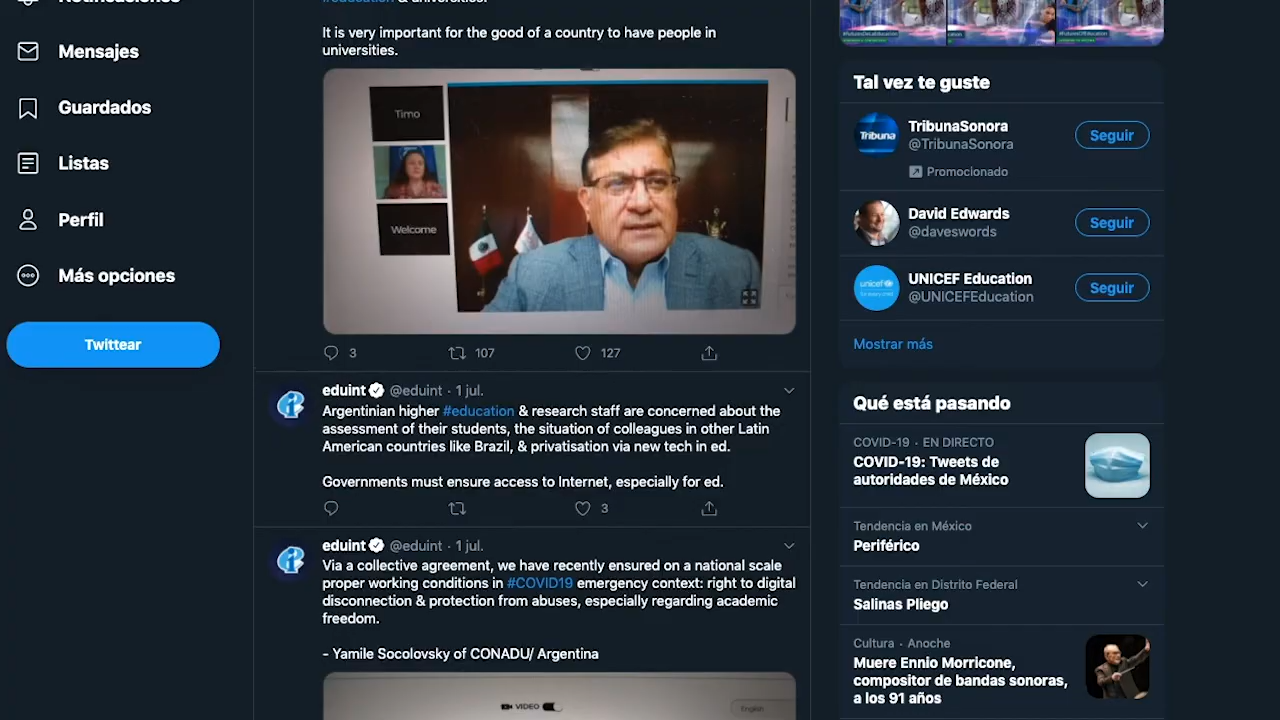 Notificaciones
Mensajes
Guardados
Listas
Perfil
Más opciones
Twittear
#education & universities.
It is very important for the good of a country to have people in
universities.
Timo
Welcome
3
107
127
eduint @eduint · 1 jul.
Argentinian higher #education & research staff are concerned about the
assessment of their students, the situation of colleagues in other Latin
American countries like Brazil, & privatisation via new tech in ed.
Governments must ensure access to Internet, especially for ed.
3
eduint @eduint · 1 jul.
Via a collective agreement, we have recently ensured on a national scale
proper working conditions in #COVID19 emergency context: right to digital
disconnection & protection from abuses, especially regarding academic
freedom.
- Yamile Socolovsky of CONADU/ Argentina
VIDEO
English
Tal vez te guste
Tribuna
TribunaSonora
@TribunaSonora
Seguir
Promocionado
David Edwards
@daveswords
Seguir
unicef
UNICEF Education
@UNICEFEducation
Seguir
Mostrar más
Qué está pasando
COVID-19 · EN DIRECTO
COVID-19: Tweets de
autoridades de México
Tendencia en México
Periférico
Tendencia en Distrito Federal
Salinas Pliego
Cultura · Anoche
Muere Ennio Morricone,
compositor de bandas sonoras,
a los 91 años